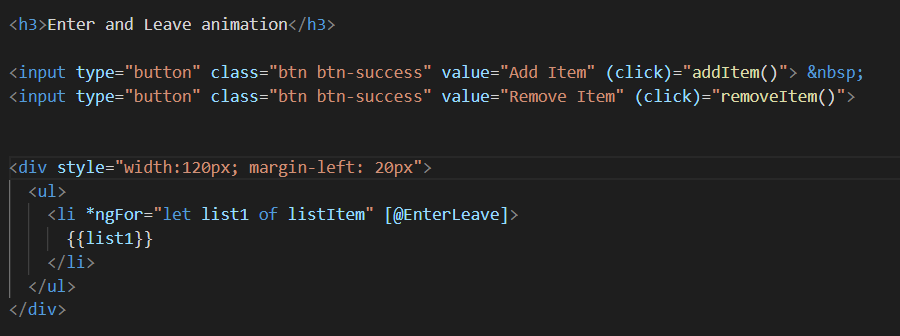 <h3>Enter and Leave animation</h3>
<input type="button" class="btn btn-success" value="Add Item" (click)="addItem()"> &nbsp;
<input type="button" class="btn btn-success" value="Remove Item" (click)="removeItem()">
<div style="width:120px; margin-left: 20px">
<ul>
<li *ngFor="let list1 of listItem" [@EnterLeave]>
{{list1}}
</li>
</ul>
</div>